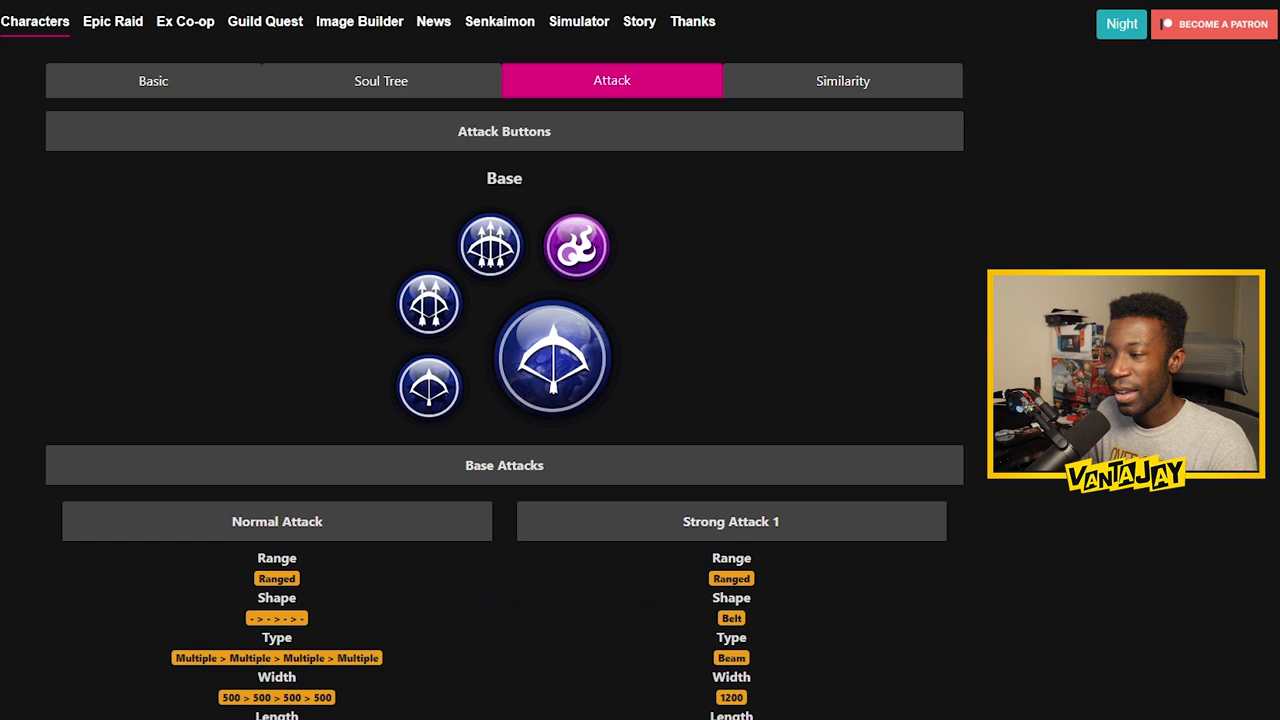 Characters Epic Raid Ex Co-op Guild Quest Image Builder News Senkaimon Simulator Story Thanks Night BECOME A PATRON
Basic Soul Tree Attack Similarity
Attack Buttons
Base
Base Attacks
Normal Attack Strong Attack 1
Range Range
Ranged Ranged
Shape Shape
- > - > - > - Belt
Type Type
Multiple > Multiple > Multiple > Multiple Beam
Width Width
500 > 500 > 500 > 500 1200
Length Length
VANTAJAY